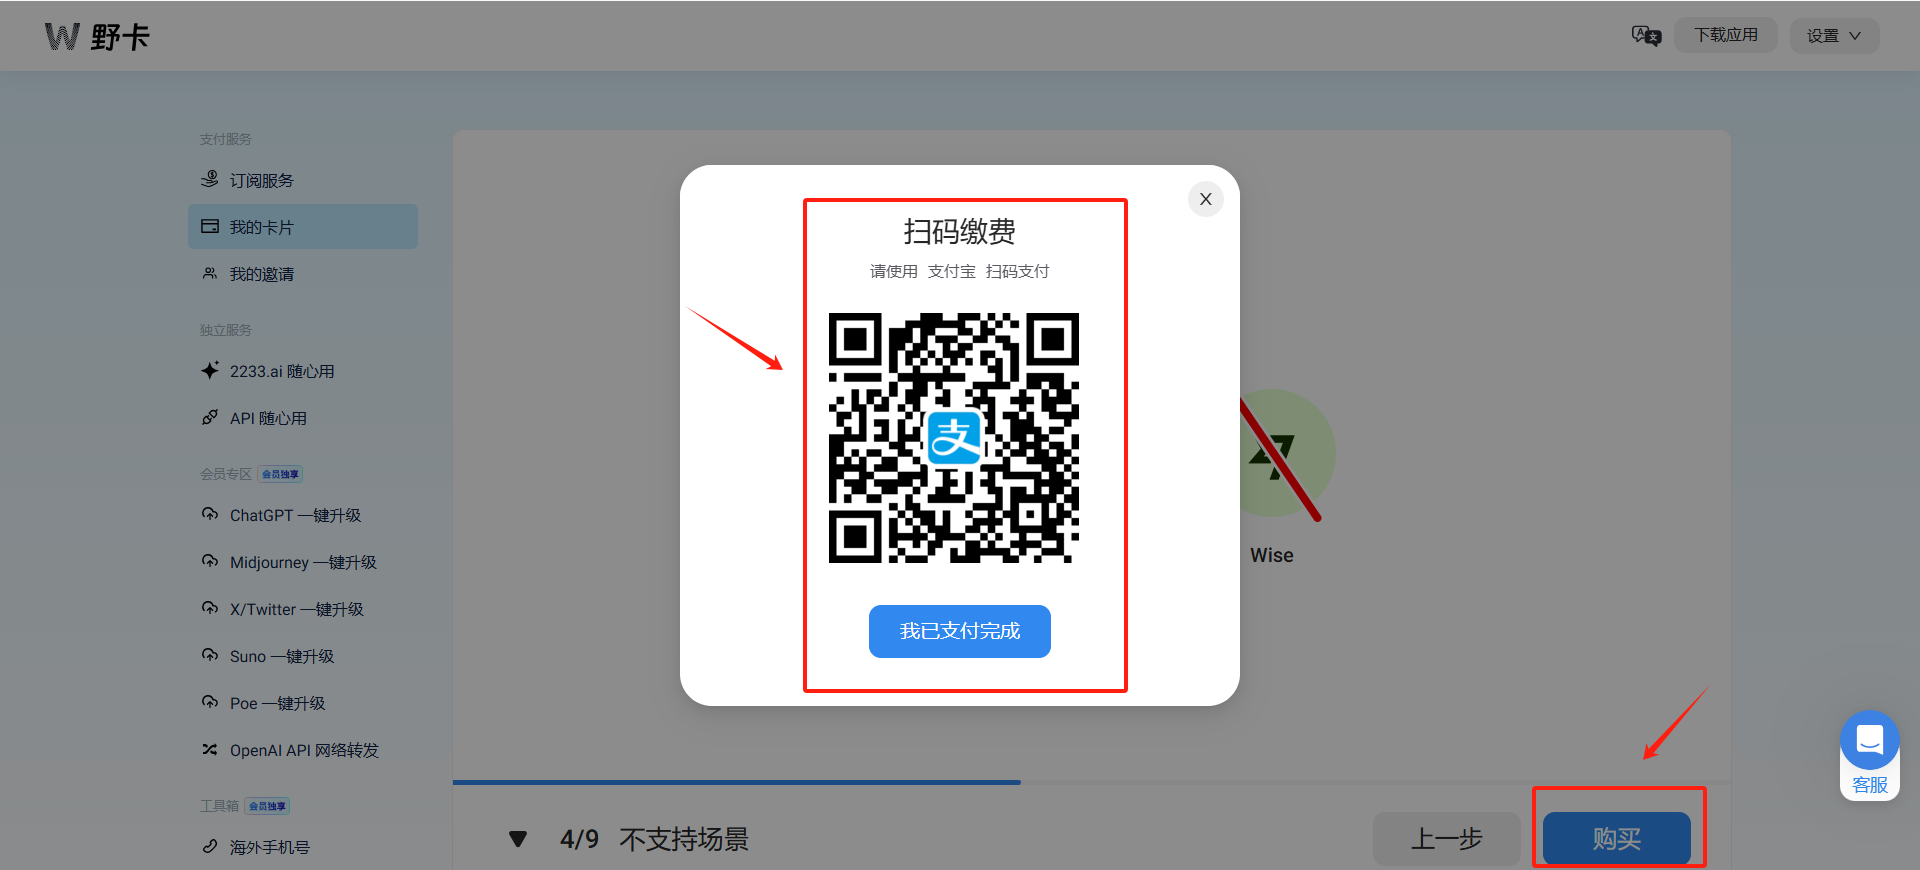 W 野卡
下载应用
设置
支付服务
订阅服务
我的卡片
我的邀请
独立服务
2233.ai 随心用
API 随心用
会员专区 会员独享
ChatGPT 一键升级
Midjourney 一键升级
X/Twitter 一键升级
Suno 一键升级
Poe 一键升级
OpenAI API 网络转发
工具箱 会员独享
海外手机号
X
扫码缴费
请使用 支付宝 扫码支付
支
我已支付完成
Wise
4/9 不支持场景
上一步
购买
客服